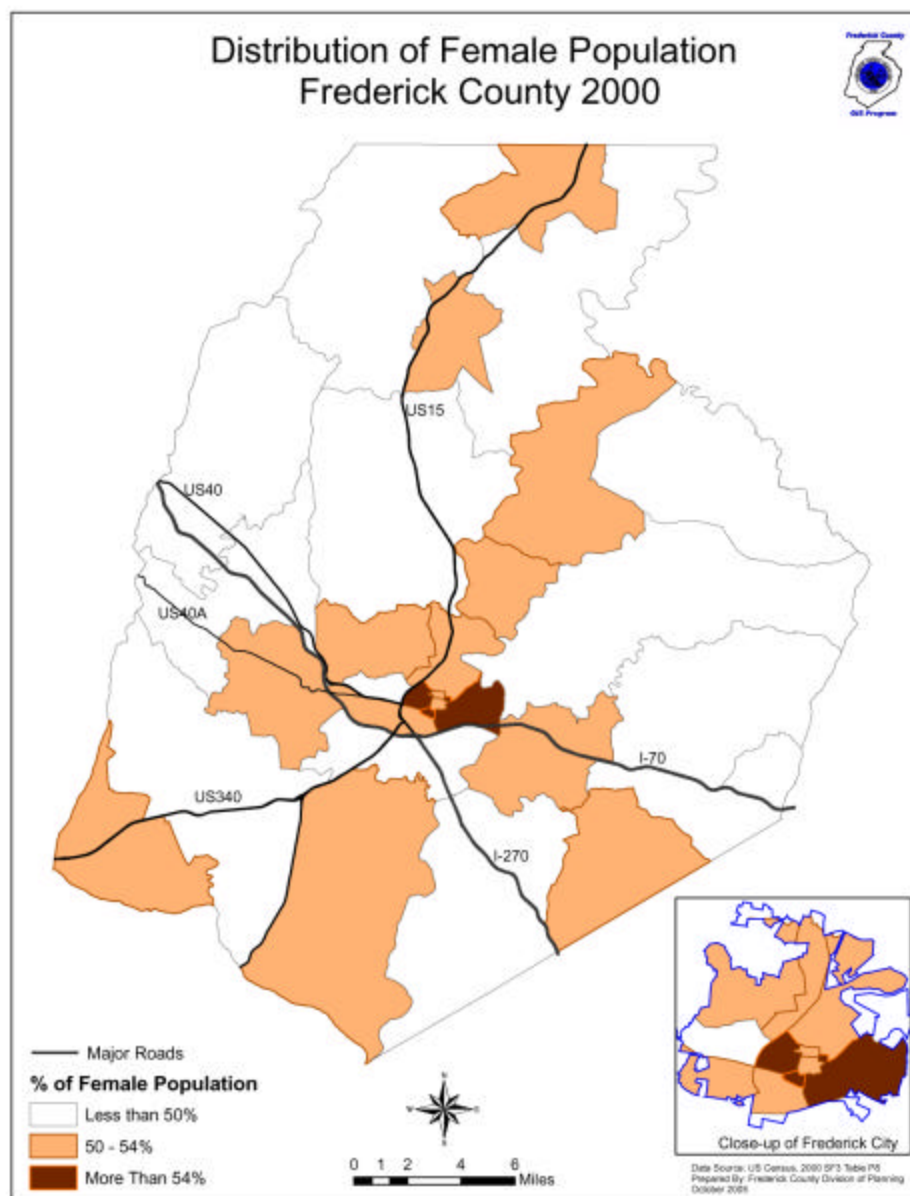 Distribution of Female Population
Frederick County 2000
Frederick County
GIS Program
US15
US40
US40A
I-70
US340
I-270
Major Roads
% of Female Population
Less than 50%
50 - 54%
More Than 54%
0 1 2 4 6
Miles
Close-up of Frederick City
Data Source: US Census, 2000 SF3 Table P8
Prepared By: Frederick County Division of Planning
October 2005